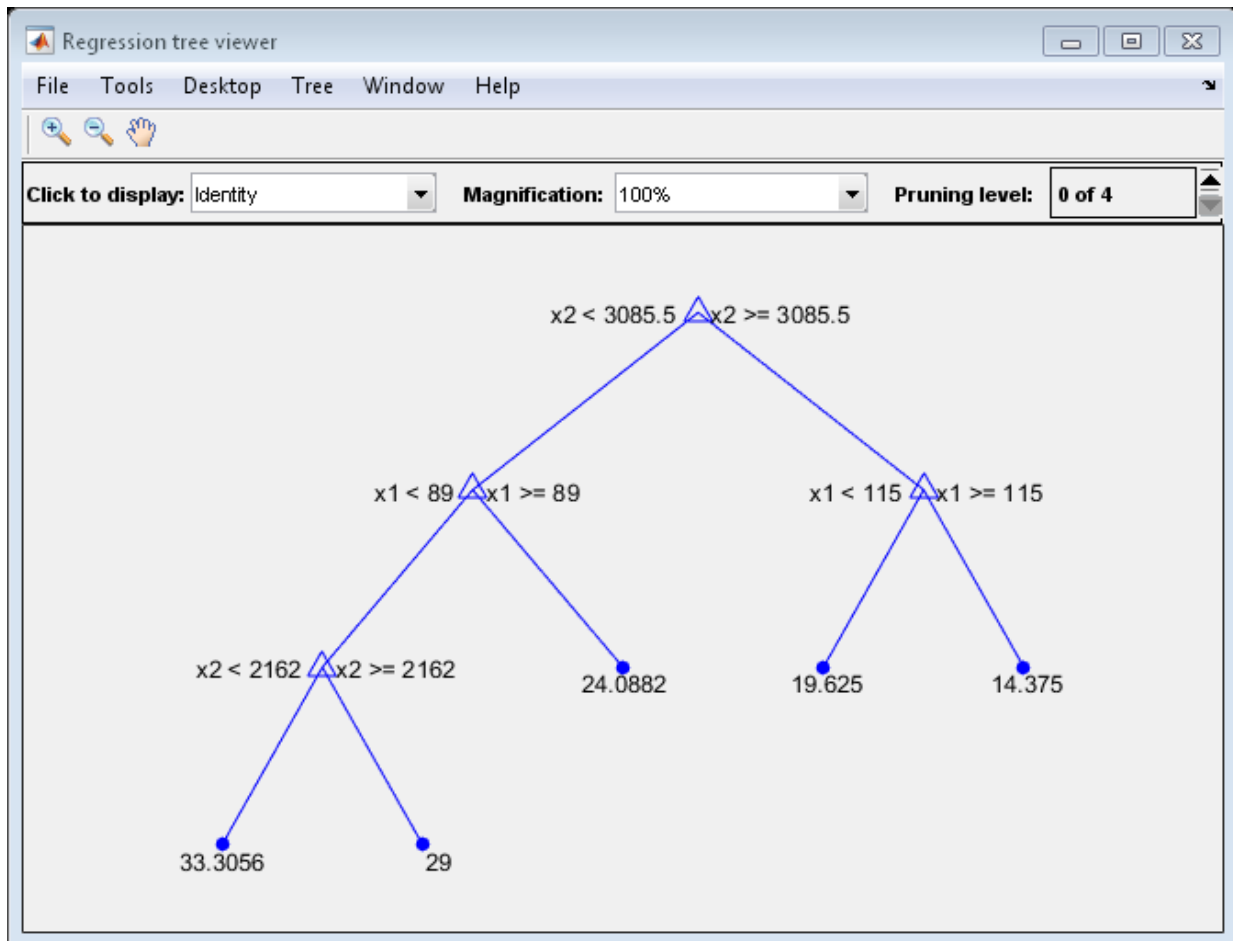 Regression tree viewer
File Tools Desktop Tree Window Help
Click to display: Identity Magnification: 100% Pruning level: 0 of 4
x2 < 3085.5 x2 >= 3085.5
x1 < 89 x1 >= 89 x1 < 115 x1 >= 115
x2 < 2162 x2 >= 2162
24.0882 19.625 14.375
33.3056 29